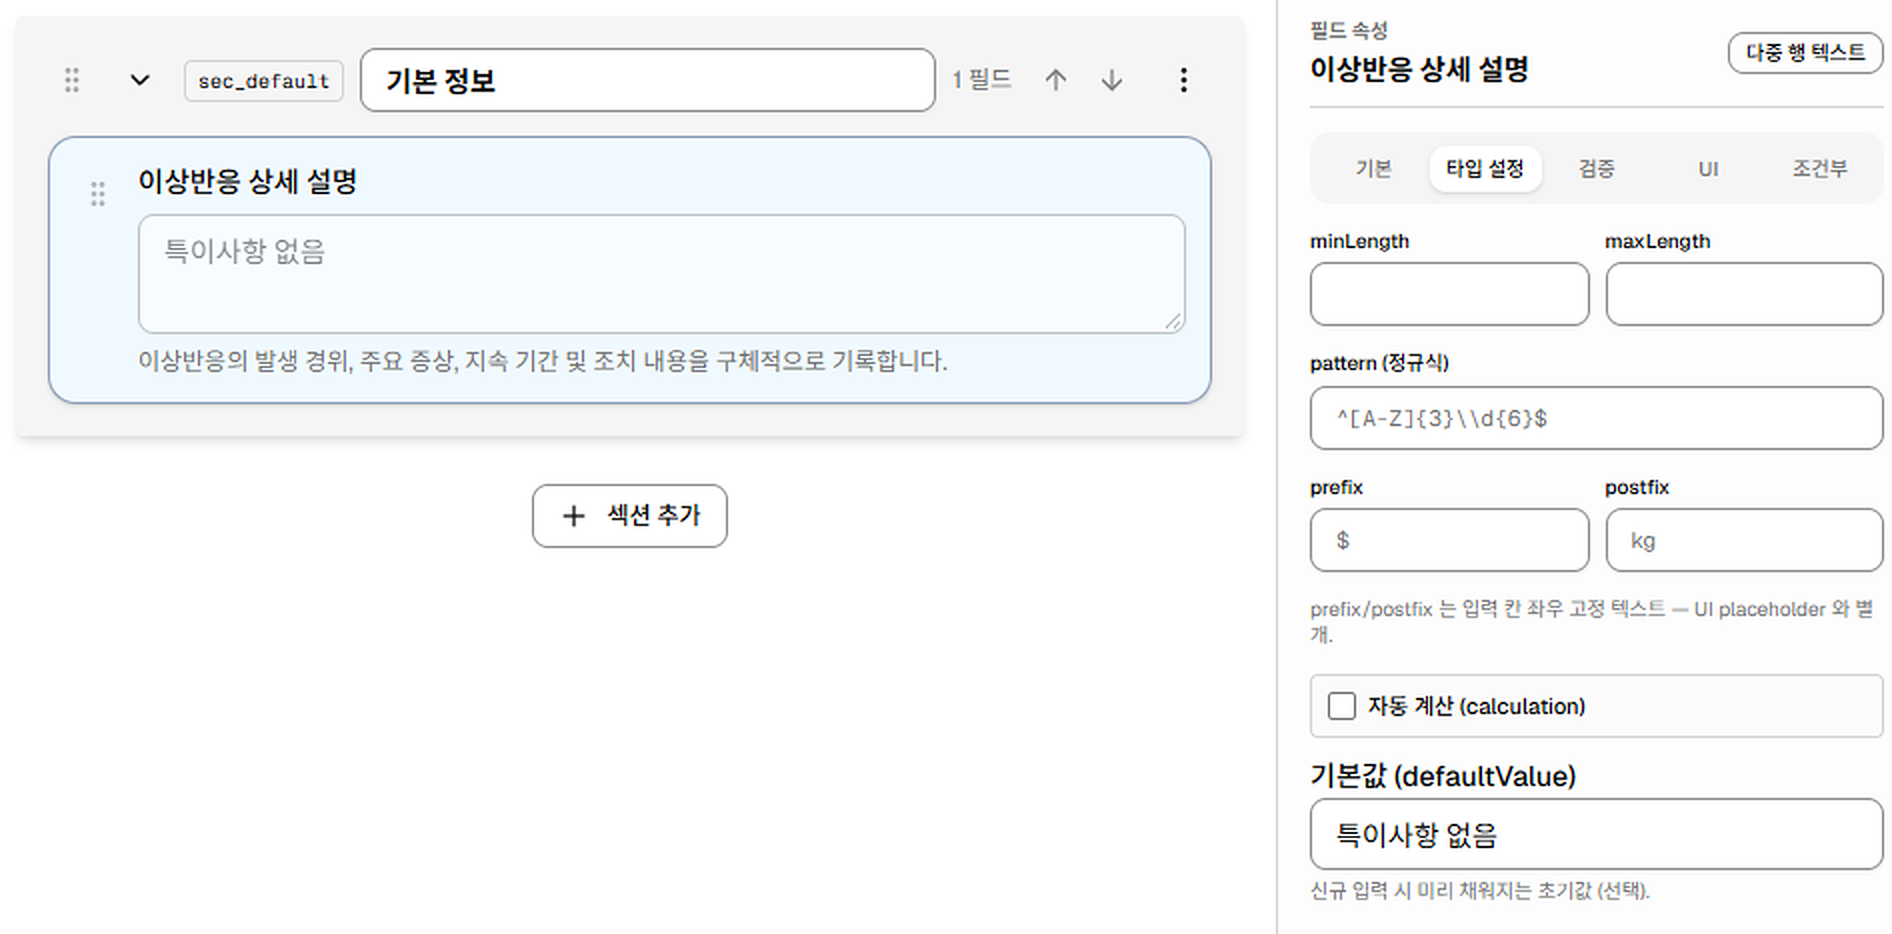 sec_default
기본 정보
1 필드
이상반응 상세 설명
특이사항 없음
이상반응의 발생 경위, 주요 증상, 지속 기간 및 조치 내용을 구체적으로 기록합니다.
섹션 추가
필드 속성
이상반응 상세 설명
다중 행 텍스트
기본 타입 설정 검증 UI 조건부
minLength maxLength
pattern (정규식)
^[A-Z]{3}\\d{6}$
prefix postfix
$ kg
prefix/postfix 는 입력 칸 좌우 고정 텍스트 — UI placeholder 와 별
개.
자동 계산 (calculation)
기본값 (defaultValue)
특이사항 없음
신규 입력 시 미리 채워지는 초기값 (선택).